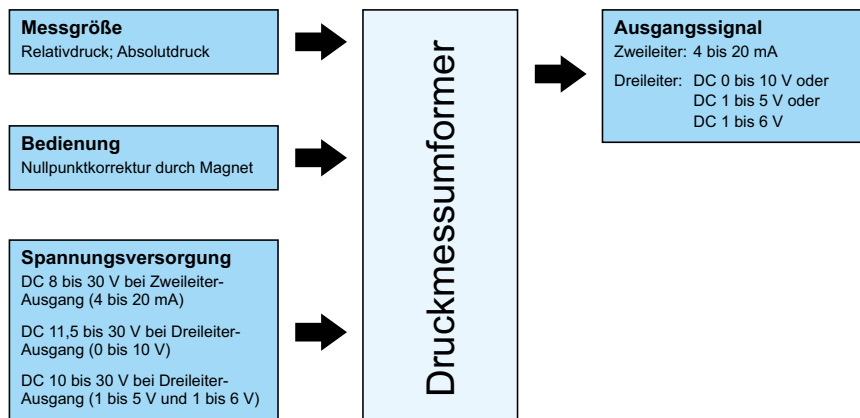 Messgröße
Relativdruck; Absolutdruck
Bedienung
Nullpunktkorrektur durch Magnet
Spannungsversorgung
DC 8 bis 30 V bei Zweileiter-
Ausgang (4 bis 20 mA)
DC 11,5 bis 30 V bei Dreileiter-
Ausgang (0 bis 10 V)
DC 10 bis 30 V bei Dreileiter-
Ausgang (1 bis 5 V und 1 bis 6 V)
Druckmessumformer
Ausgangssignal
Zweileiter: 4 bis 20 mA
Dreileiter: DC 0 bis 10 V oder
DC 1 bis 5 V oder
DC 1 bis 6 V